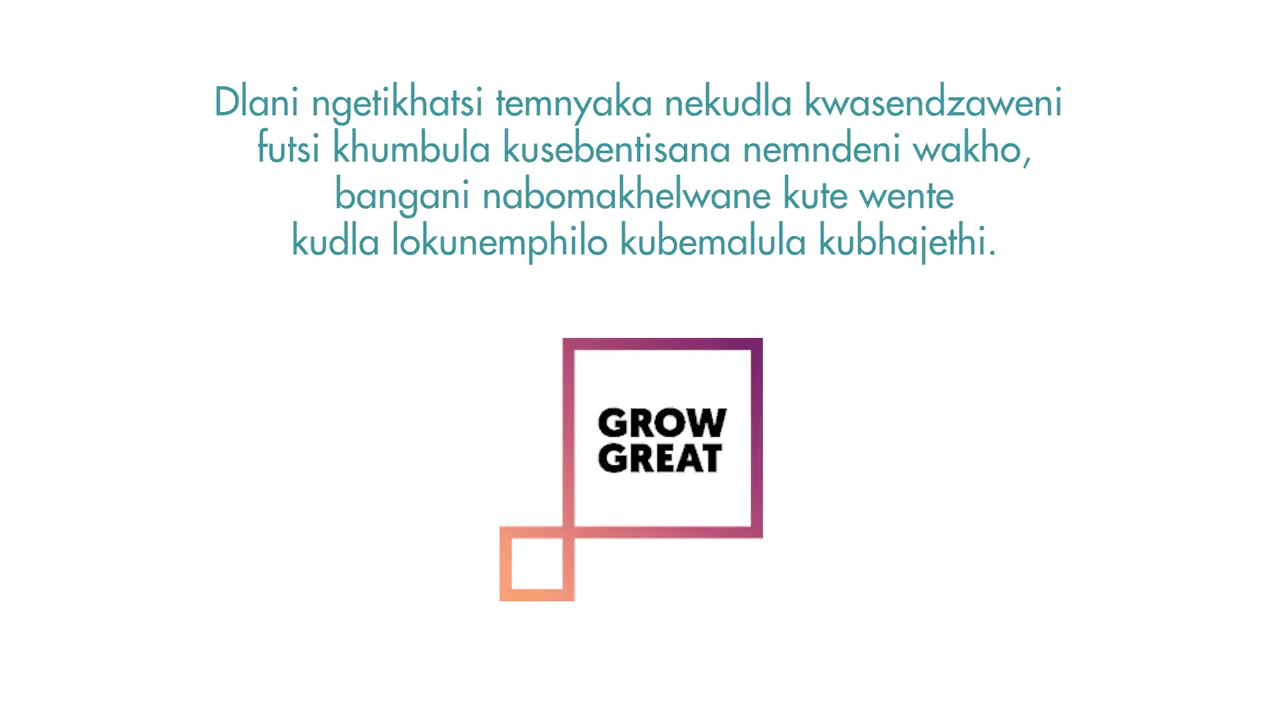 Dlani ngetikhatsi temnyaka nekudla kwasendzaweni
futsi khumbula kusebentisana nemndeni wakho,
bangani nabomakhelwane kute wente
kudla lokunemphilo kubemalula kubhajethi.
GROW
GREAT